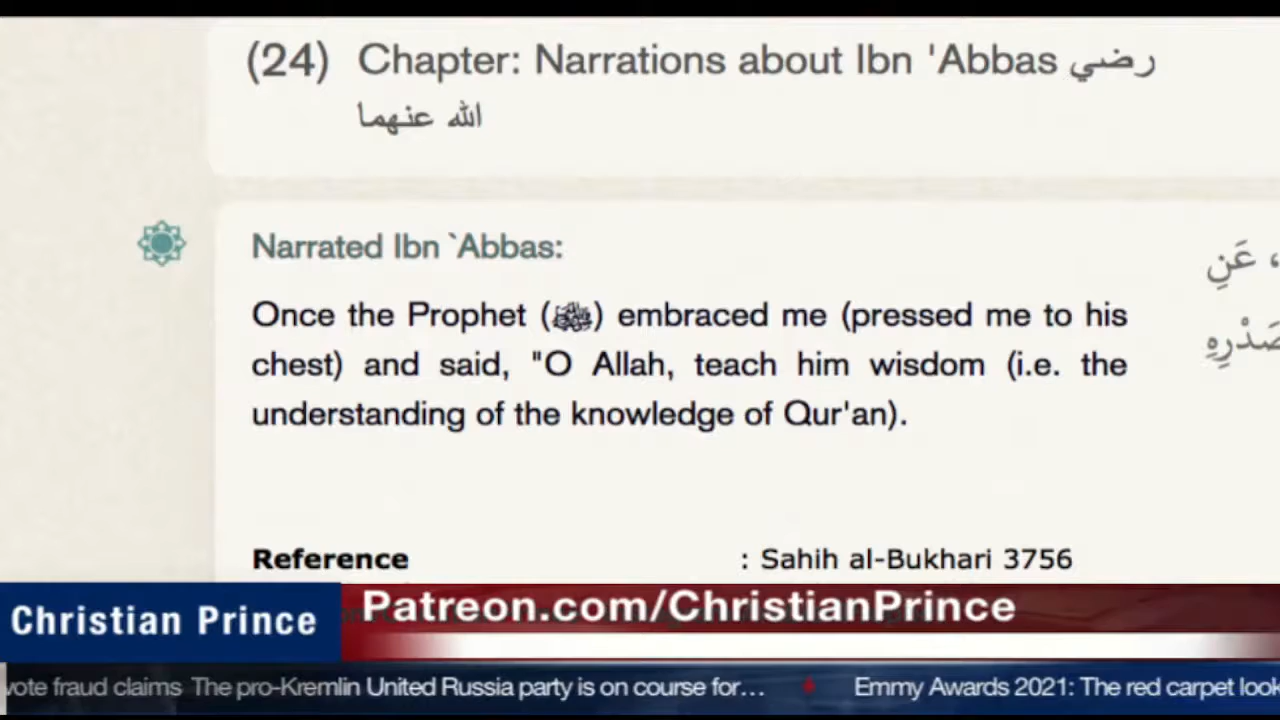 (24) Chapter: Narrations about Ibn 'Abbas رضي
الله عنهما
Narrated Ibn `Abbas:
، عَنِ
Once the Prophet (ﷺ) embraced me (pressed me to his
chest) and said, "O Allah, teach him wisdom (i.e. the
understanding of the knowledge of Qur'an).
Reference : Sahih al-Bukhari 3756
Christian Prince
Patreon.com/ChristianPrince
vote fraud claims The pro-Kremlin United Russia party is on course for... Emmy Awards 2021: The red carpet look